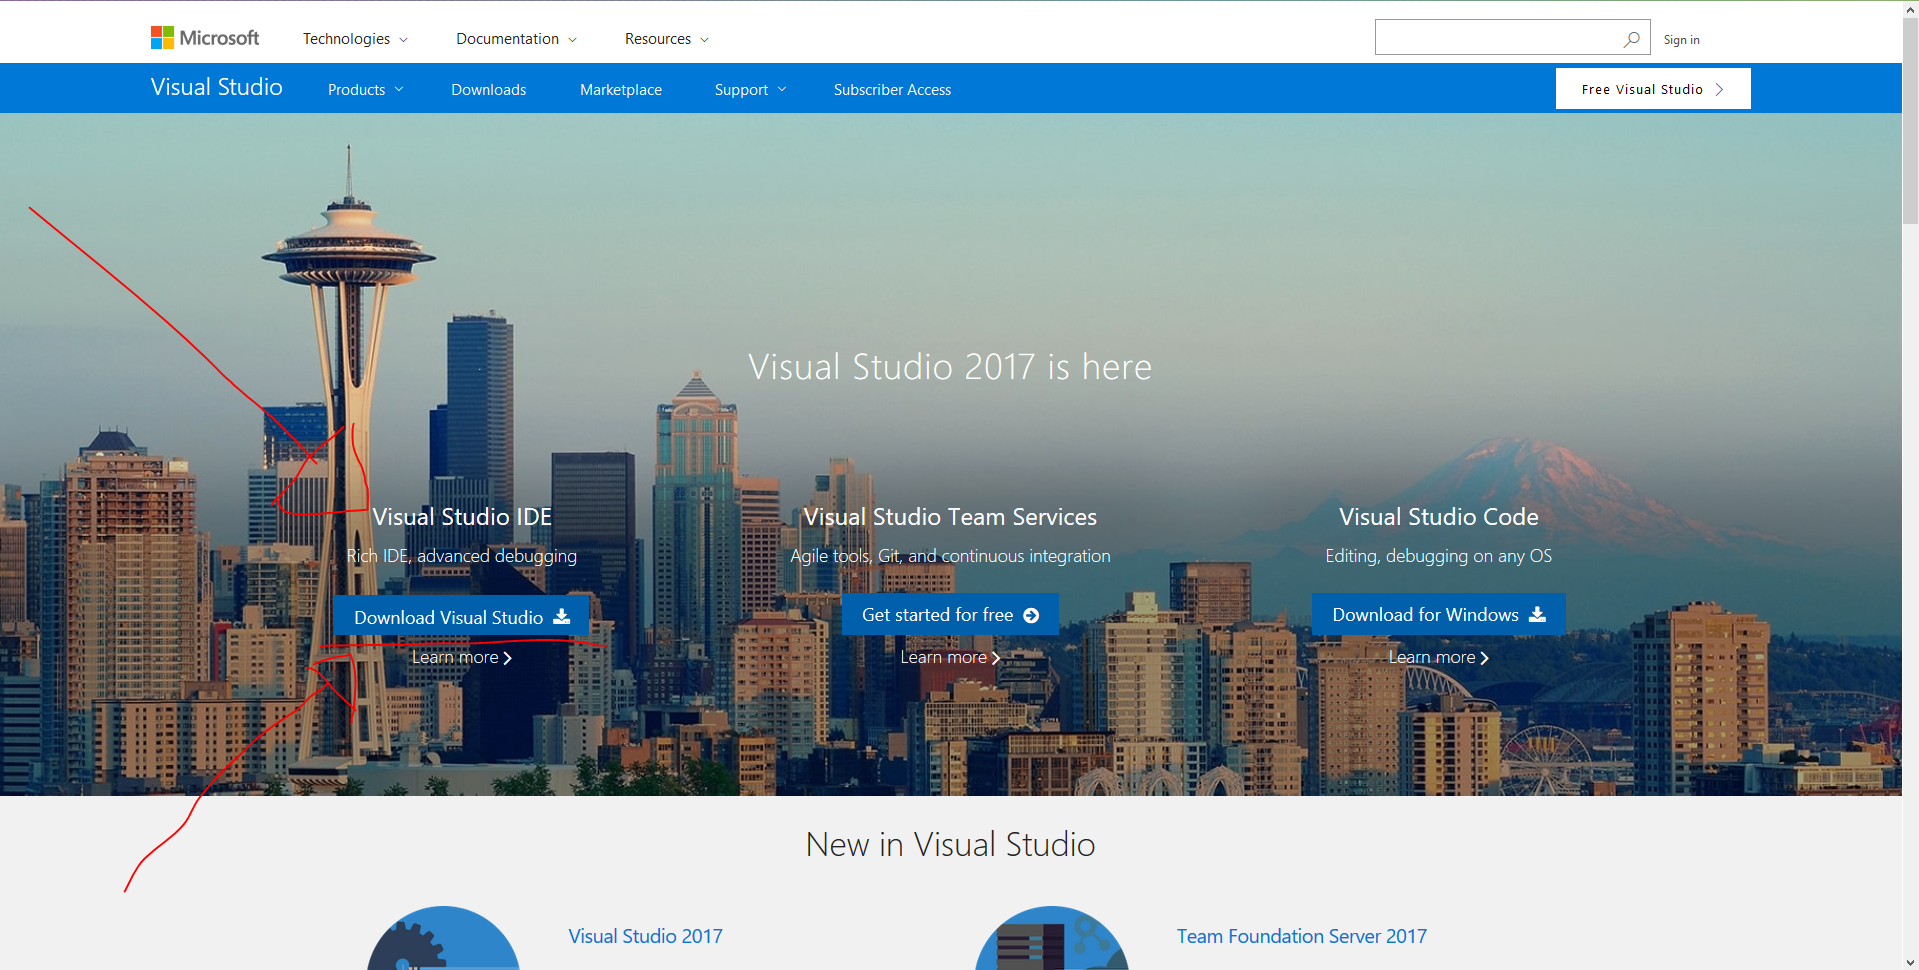 Microsoft Technologies Documentation Resources Sign in
Visual Studio Products Downloads Marketplace Support Subscriber Access Free Visual Studio
Visual Studio 2017 is here
Visual Studio IDE
Rich IDE, advanced debugging
Download Visual Studio
Learn more
Visual Studio Team Services
Agile tools, Git, and continuous integration
Get started for free
Learn more
Visual Studio Code
Editing, debugging on any OS
Download for Windows
Learn more
New in Visual Studio
Visual Studio 2017
Team Foundation Server 2017